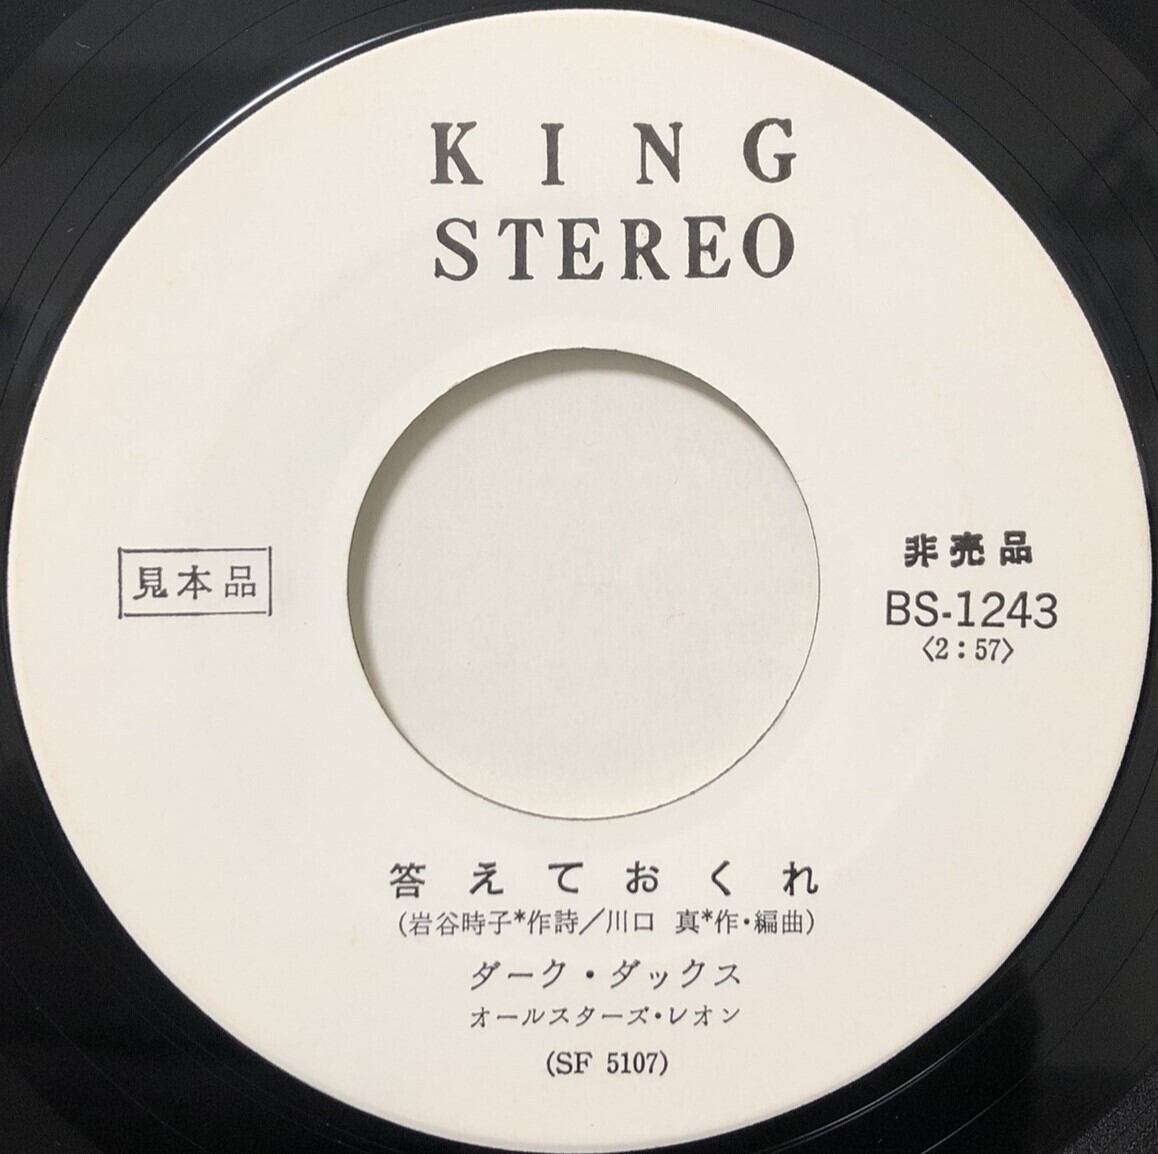 KING
STEREO
見本品
非売品
BS-1243
〈2:57〉
答えておくれ
(岩谷時子*作詩/川口 真*作・編曲)
ダーク・ダックス
オールスターズ・レオン
(SF 5107)